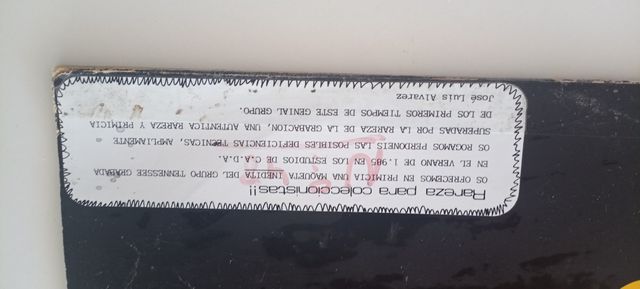 Rareza para coleccionistas!!
OS OFRECEMOS EN PRIMICIA UNA MAQUETA INEDITA DEL GRUPO TENNESSEE GRABADA
EN EL VERANO DE 1.985, EN LOS ESTUDIOS DE C.A.D.A.
OS ROGAMOS PERDONEIS LAS POSIBLES DEFICIENCIAS TECNICAS, AMPLIAMENTE
SUPERADAS POR LA RAREZA DE LA GRABACION, UNA AUTENTICA RAREZA Y PRIMICIA
DE LOS PRIMEROS TIEMPOS DE ESTE GENIAL GRUPO.
José Luis Alvarez